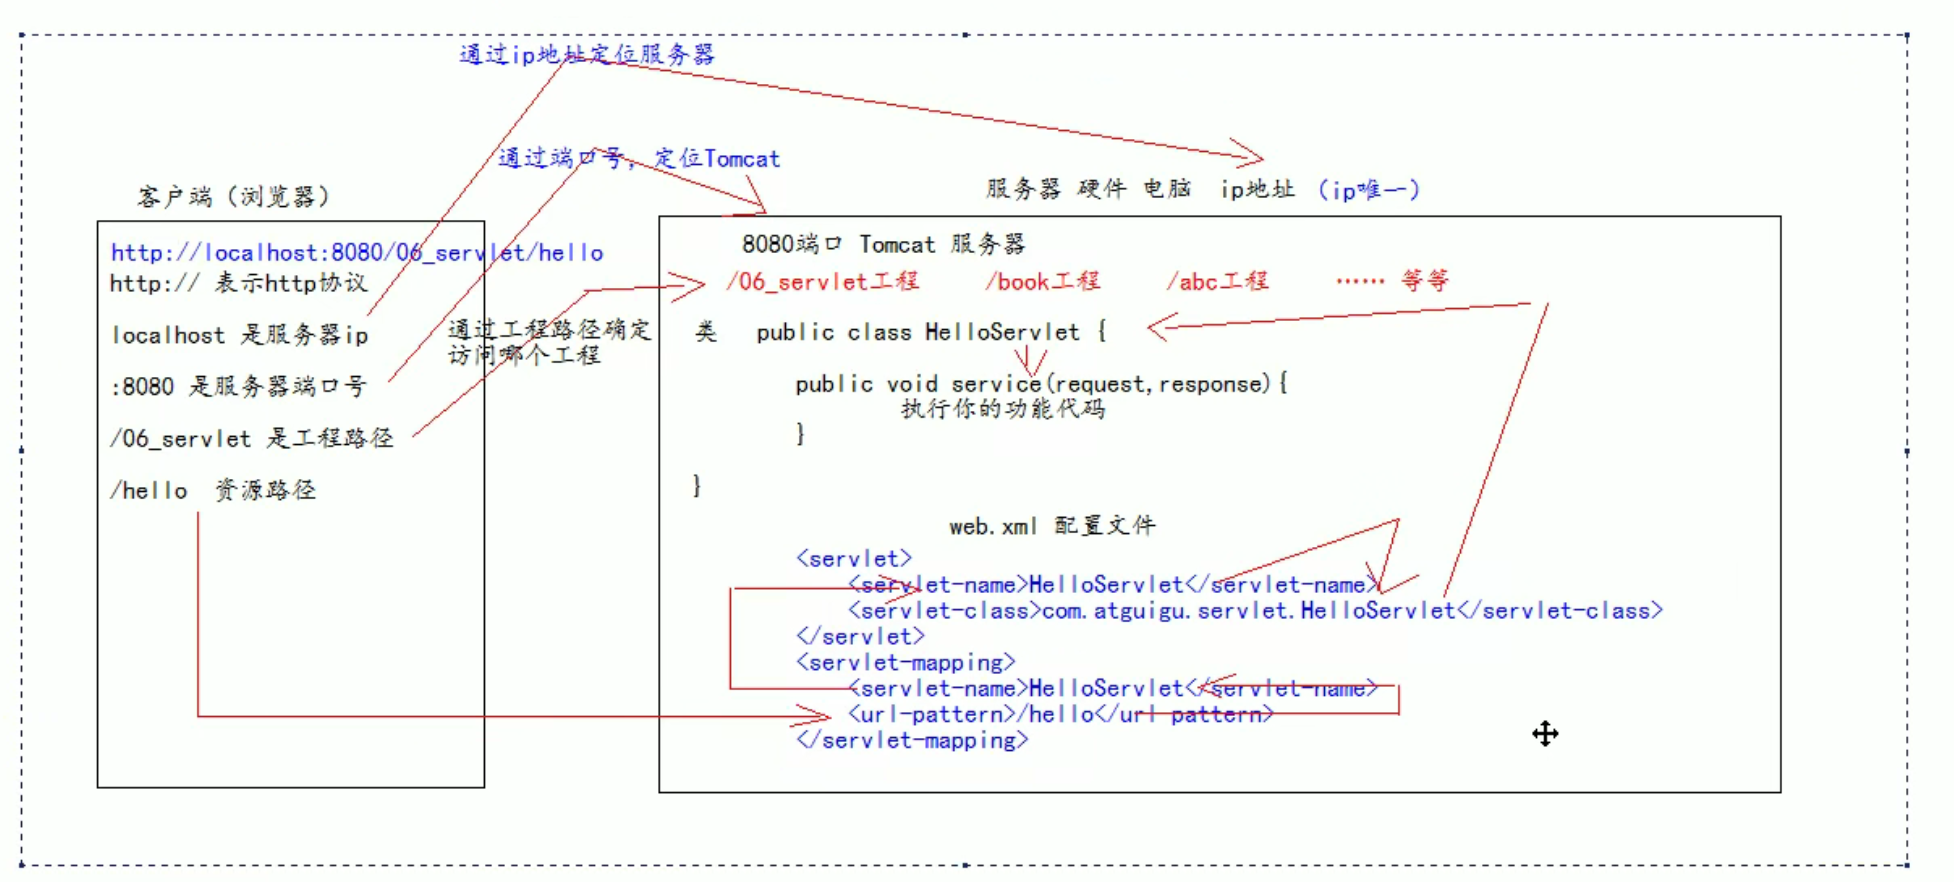 通过ip地址定位服务器
通过端口号，定位Tomcat
客户端（浏览器）
服务器 硬件 电脑 ip地址 （ip唯一）
http://localhost:8080/06_servlet/hello
http:// 表示http协议
localhost 是服务器ip
:8080 是服务器端口号
/06_servlet 是工程路径
/hello 资源路径
通过工程路径确定
访问哪个工程
8080端口 Tomcat 服务器
/06_servlet工程 /book工程 /abc工程 …… 等等
类 public class HelloServlet {
public void service(request,response){
执行你的功能代码
}
}
web.xml 配置文件
<servlet>
<servlet-name>HelloServlet</servlet-name>
<servlet-class>com.atguigu.servlet.HelloServlet</servlet-class>
</servlet>
<servlet-mapping>
<servlet-name>HelloServlet</servlet-name>
<url-pattern>/hello</url-pattern>
</servlet-mapping>